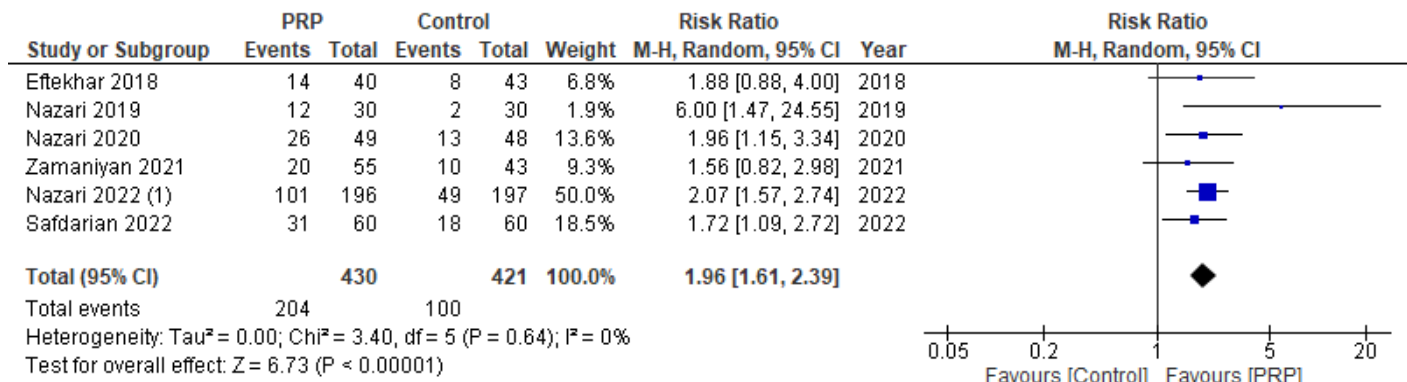 PRP Control Risk Ratio Risk Ratio
Study or Subgroup Events Total Events Total Weight M-H, Random, 95% CI Year M-H, Random, 95% CI
Eftekhar 2018 14 40 8 43 6.8% 1.88 [0.88, 4.00] 2018
Nazari 2019 12 30 2 30 1.9% 6.00 [1.47, 24.55] 2019
Nazari 2020 26 49 13 48 13.6% 1.96 [1.15, 3.34] 2020
Zamaniyan 2021 20 55 10 43 9.3% 1.56 [0.82, 2.98] 2021
Nazari 2022 (1) 101 196 49 197 50.0% 2.07 [1.57, 2.74] 2022
Safdarian 2022 31 60 18 60 18.5% 1.72 [1.09, 2.72] 2022
Total (95% CI) 430 421 100.0% 1.96 [1.61, 2.39]
Total events 204 100
Heterogeneity: Tau² = 0.00; Chi² = 3.40, df = 5 (P = 0.64); I² = 0%
Test for overall effect: Z = 6.73 (P < 0.00001)
0.05 0.2 1 5 20
Favours [Control] Favours [PRP]